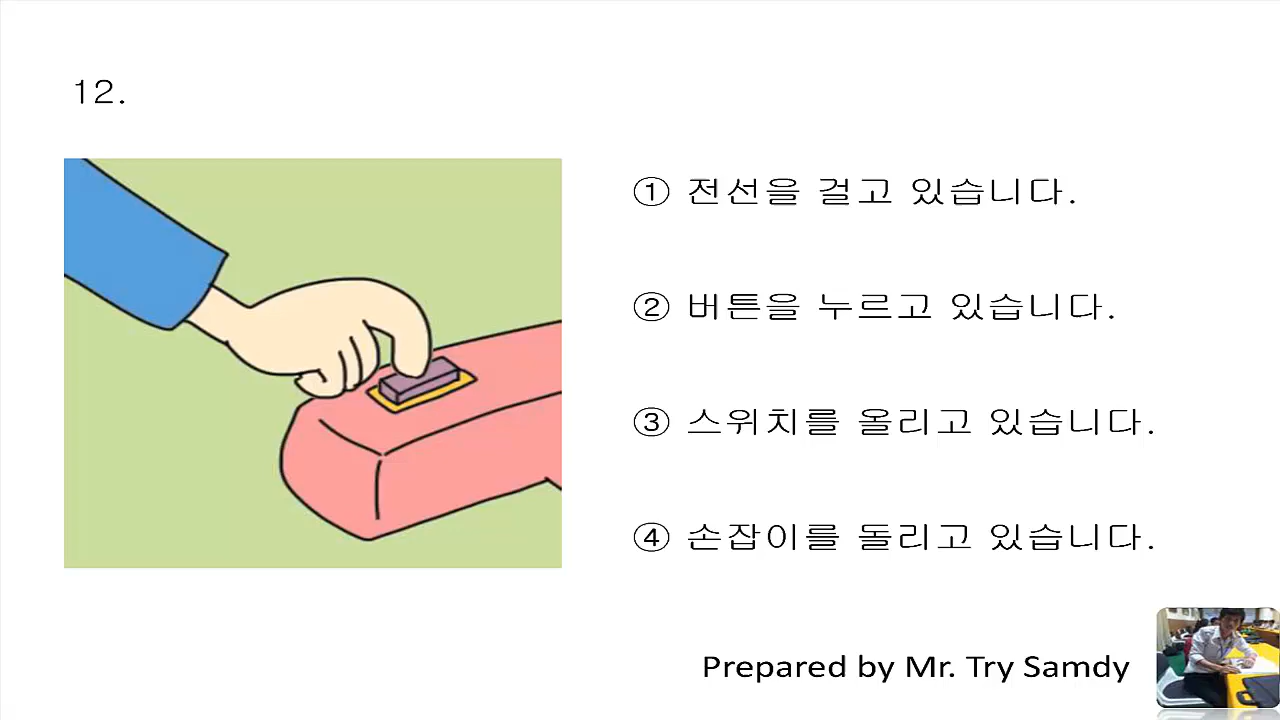 12.
① 전선을 걸고 있습니다.
② 버튼을 누르고 있습니다.
③ 스위치를 올리고 있습니다.
④ 손잡이를 돌리고 있습니다.
Prepared by Mr. Try Samdy